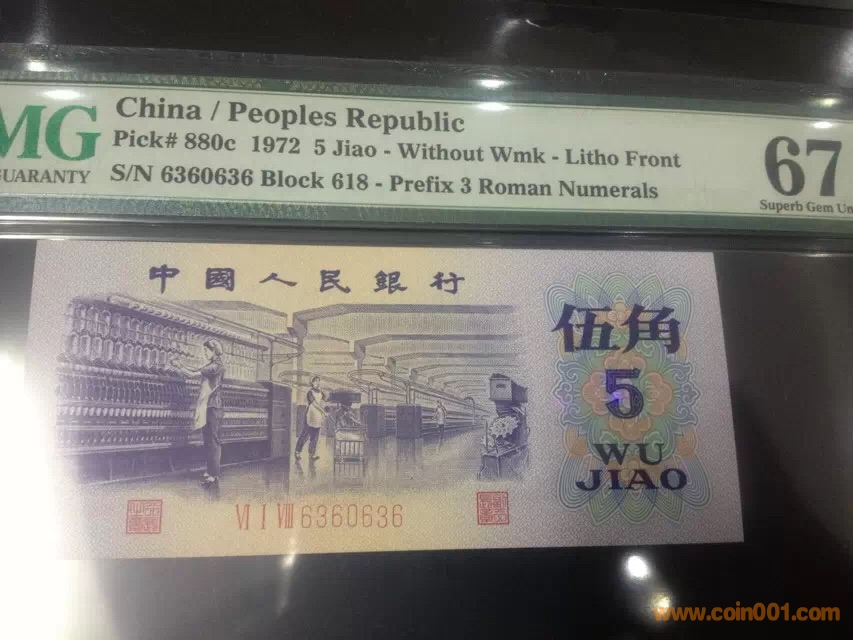 MG
GUARANTY
China / Peoples Republic
Pick# 880c 1972 5 Jiao - Without Wmk - Litho Front
S/N 6360636 Block 618 - Prefix 3 Roman Numerals
67
Superb Gem Un
中國人民銀行
伍角
5
WU
JIAO
VI I VIII 6360636
www.coin001.com